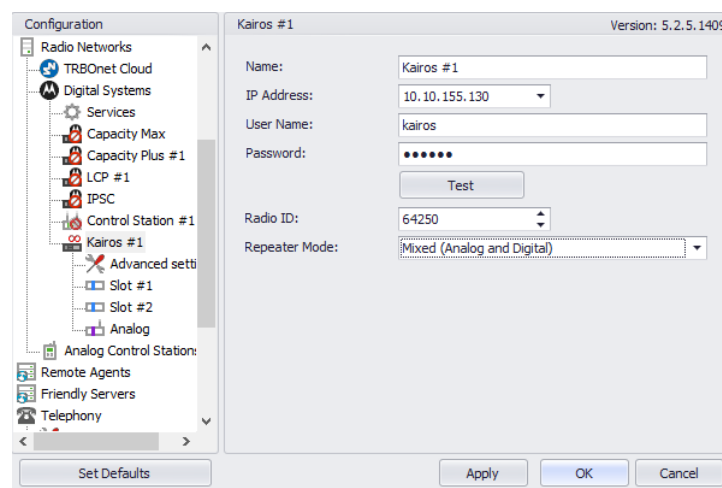 Configuration
Radio Networks
TRBOnet Cloud
Digital Systems
Services
Capacity Max
Capacity Plus #1
LCP #1
IPSC
Control Station #1
Kairos #1
Advanced setti
Slot #1
Slot #2
Analog
Analog Control Station
Remote Agents
Friendly Servers
Telephony
Set Defaults
Kairos #1 Version: 5.2.5.1409
Name: Kairos #1
IP Address: 10.10.155.130
User Name: kairos
Password: ●●●●●●
Test
Radio ID: 64250
Repeater Mode: Mixed (Analog and Digital)
Apply OK Cancel